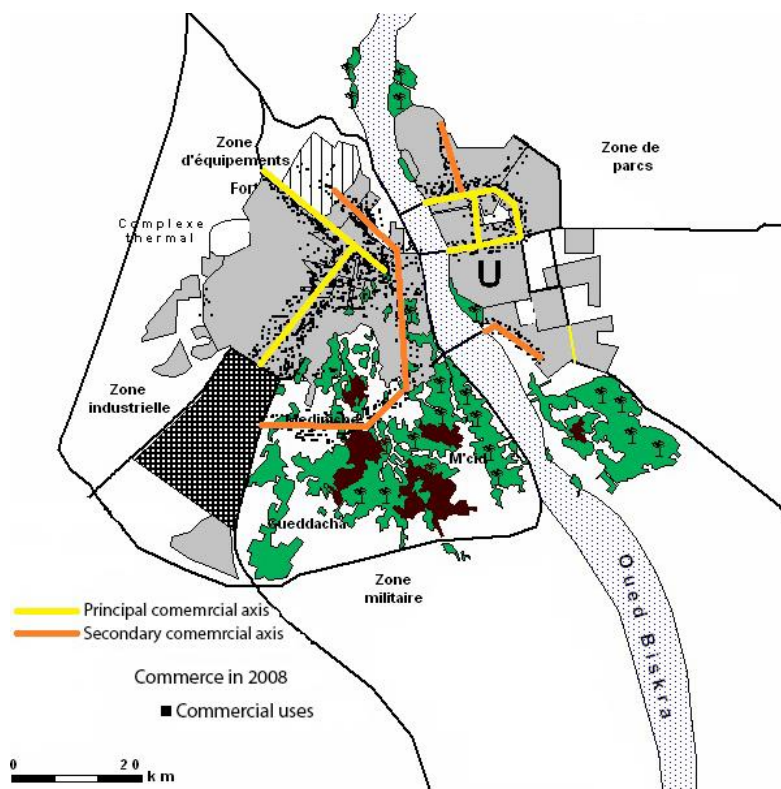 Zone
d'équipements
Fort
Zone de
parcs
Complexe
thermal
U
Zone
industrielle
M'cid
Gueddacha
Zone
militaire
Oued Biskra
Principal comemrcial axis
Secondary comemrcial axis
Commerce in 2008
Commercial uses
0 20
km